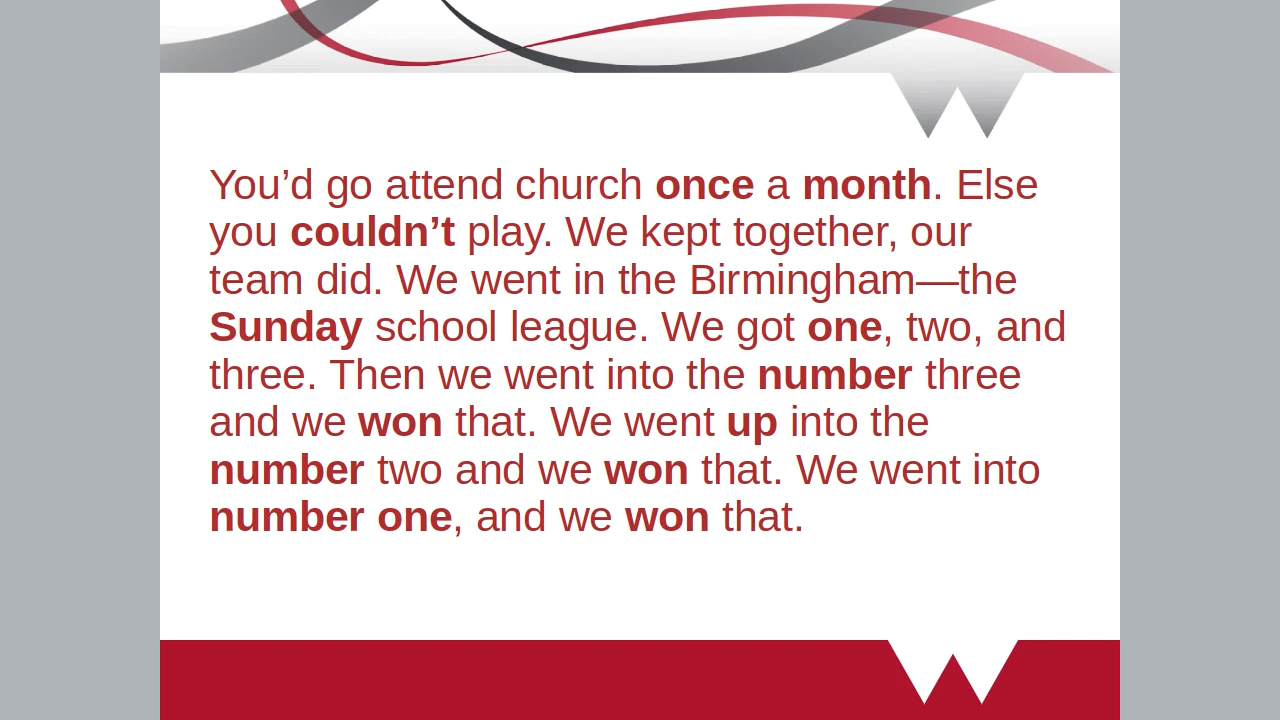 You’d go attend church once a month. Else
you couldn’t play. We kept together, our
team did. We went in the Birmingham—the
Sunday school league. We got one, two, and
three. Then we went into the number three
and we won that. We went up into the
number two and we won that. We went into
number one, and we won that.